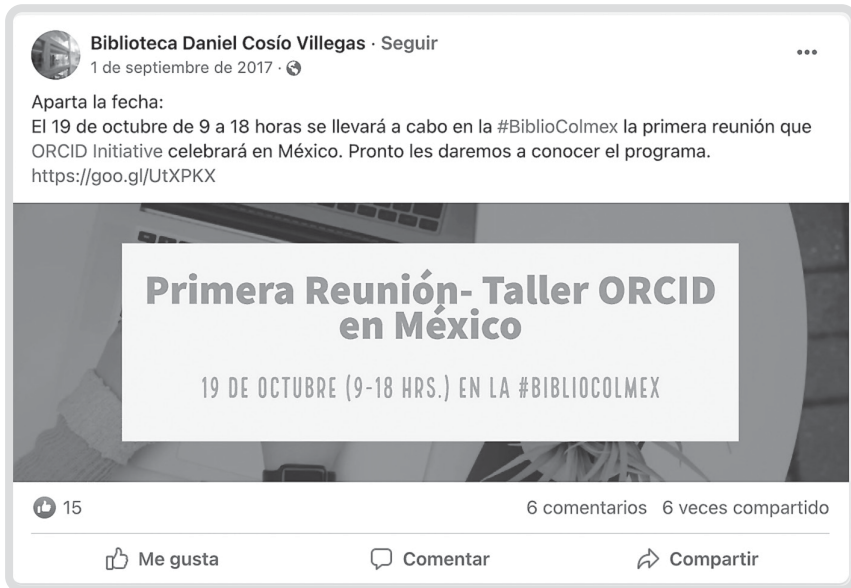 Biblioteca Daniel Cosío Villegas · Seguir
1 de septiembre de 2017 ·
Aparta la fecha:
El 19 de octubre de 9 a 18 horas se llevará a cabo en la #BiblioColmex la primera reunión que
ORCID Initiative celebrará en México. Pronto les daremos a conocer el programa.
https://goo.gl/UtXPKX
Primera Reunión- Taller ORCID
en México
19 DE OCTUBRE (9-18 HRS.) EN LA #BIBLIOCOLMEX
15
6 comentarios 6 veces compartido
Me gusta
Comentar
Compartir